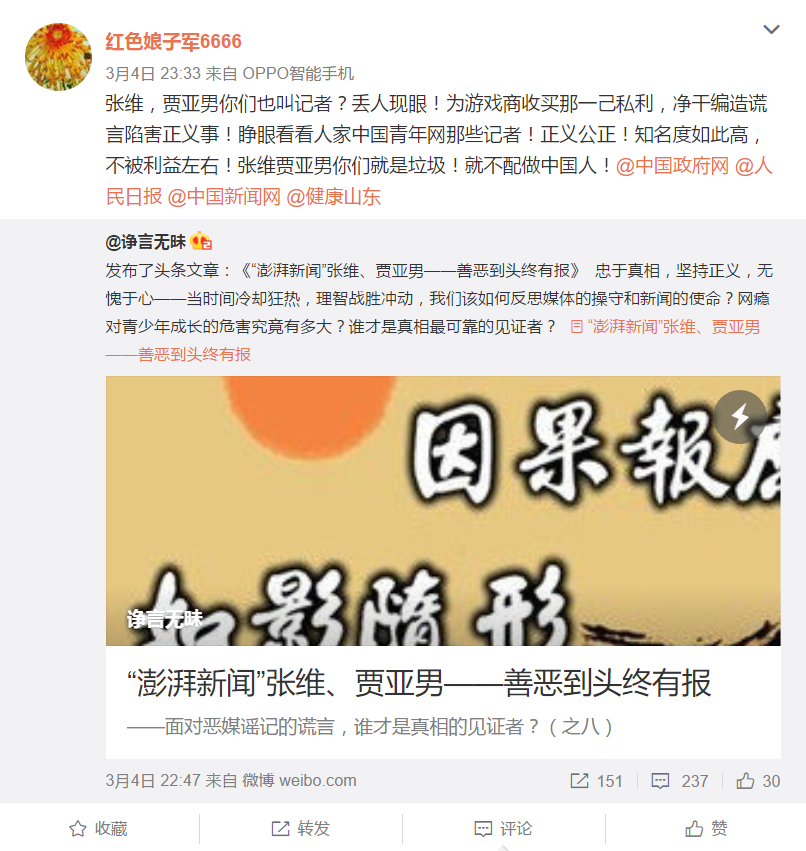 红色娘子军6666
3月4日 23:33 来自 OPPO智能手机
张维，贾亚男你们也叫记者？丢人现眼！为游戏商收买那一己私利，净干编造谎
言陷害正义事！睁眼看看人家中国青年网那些记者！正义公正！知名度如此高，
不被利益左右！张维贾亚男你们就是垃圾！就不配做中国人！@中国政府网 @人
民日报 @中国新闻网 @健康山东
@诤言无昧
发布了头条文章：《“澎湃新闻”张维、贾亚男——善恶到头终有报》 忠于真相，坚持正义，无
愧于心——当时间冷却狂热，理智战胜冲动，我们该如何反思媒体的操守和新闻的使命？网瘾
对青少年成长的危害究竟有多大？谁才是真相最可靠的见证者？ “澎湃新闻”张维、贾亚男
——善恶到头终有报
因果報應
如影隨形
诤言无昧
“澎湃新闻”张维、贾亚男——善恶到头终有报
——面对恶媒谣记的谎言，谁才是真相的见证者？（之八）
3月4日 22:47 来自 微博 weibo.com 151 237 30
收藏 转发 评论 赞